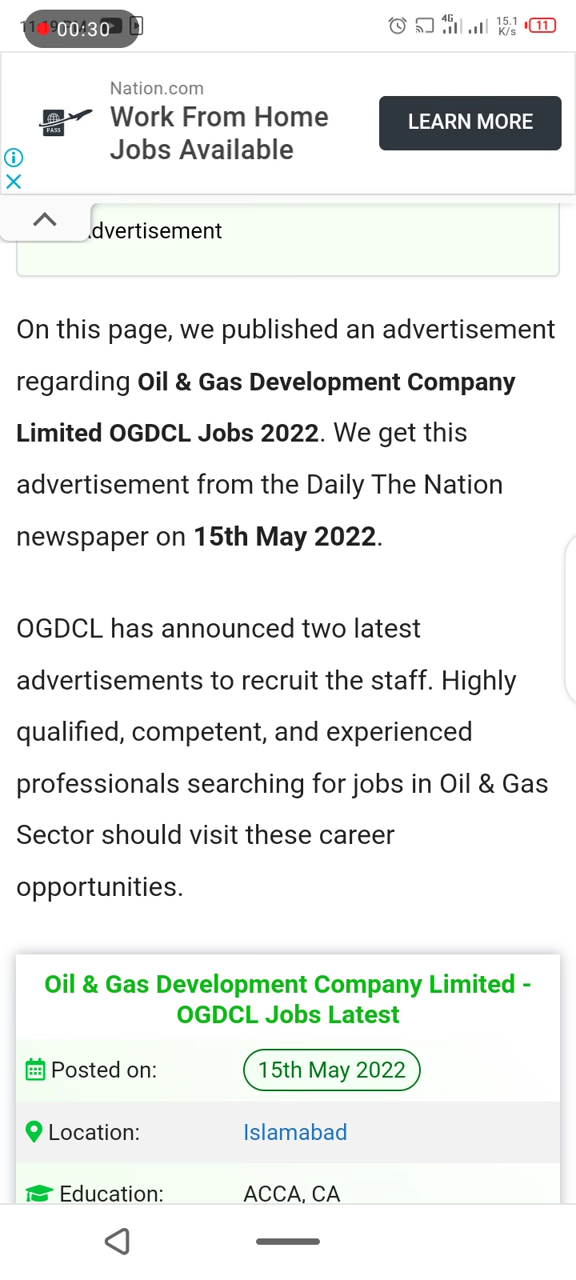 00:30
4G
15.1
K/s
11
Nation.com
Work From Home
Jobs Available
LEARN MORE
PASS
dvertisement
On this page, we published an advertisement
regarding Oil & Gas Development Company
Limited OGDCL Jobs 2022. We get this
advertisement from the Daily The Nation
newspaper on 15th May 2022.
OGDCL has announced two latest
advertisements to recruit the staff. Highly
qualified, competent, and experienced
professionals searching for jobs in Oil & Gas
Sector should visit these career
opportunities.
Oil & Gas Development Company Limited -
OGDCL Jobs Latest
Posted on: 15th May 2022
Location: Islamabad
Education: ACCA, CA